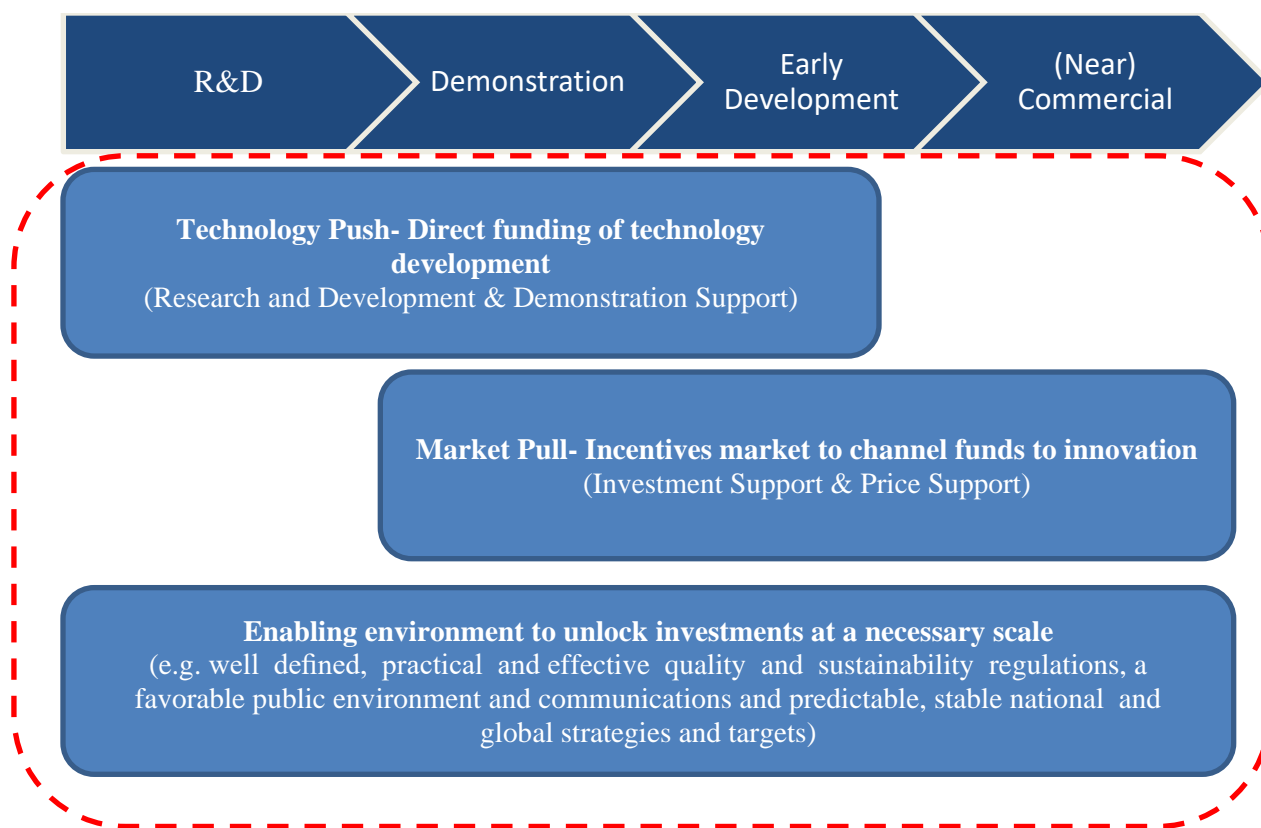 R&D
Demonstration
Early
Development
(Near)
Commercial
Technology Push- Direct funding of technology
development
(Research and Development & Demonstration Support)
Market Pull- Incentives market to channel funds to innovation
(Investment Support & Price Support)
Enabling environment to unlock investments at a necessary scale
(e.g. well defined, practical and effective quality and sustainability regulations, a
favorable public environment and communications and predictable, stable national and
global strategies and targets)